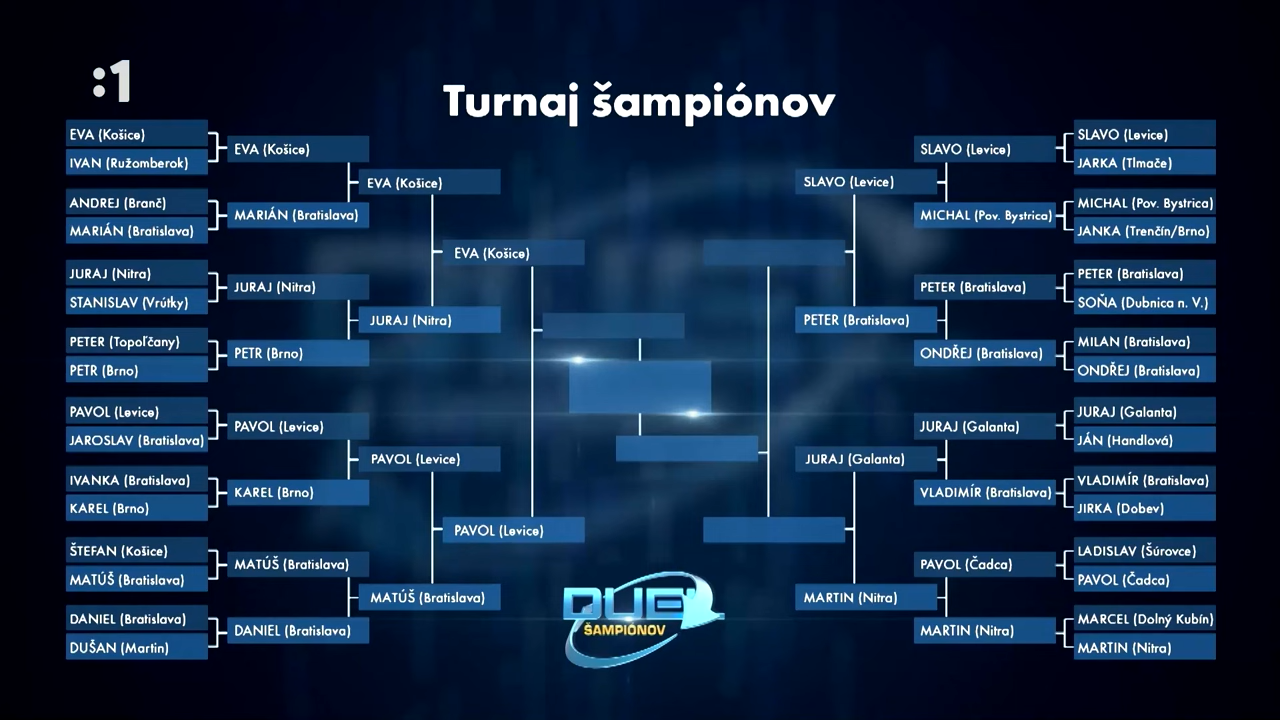 :1
Turnaj šampiónov
EVA (Košice)
IVAN (Ružomberok)
ANDREJ (Branč)
MARIÁN (Bratislava)
JURAJ (Nitra)
STANISLAV (Vrútky)
PETER (Topoľčany)
PETR (Brno)
PAVOL (Levice)
JAROSLAV (Bratislava)
IVANKA (Bratislava)
KAREL (Brno)
ŠTEFAN (Košice)
MATÚŠ (Bratislava)
DANIEL (Bratislava)
DUŠAN (Martin)
EVA (Košice)
MARIÁN (Bratislava)
JURAJ (Nitra)
PETR (Brno)
PAVOL (Levice)
KAREL (Brno)
MATÚŠ (Bratislava)
DANIEL (Bratislava)
EVA (Košice)
JURAJ (Nitra)
PAVOL (Levice)
MATÚŠ (Bratislava)
EVA (Košice)
PAVOL (Levice)
SLAVO (Levice)
PETER (Bratislava)
JURAJ (Galanta)
MARTIN (Nitra)
SLAVO (Levice)
MICHAL (Pov. Bystrica)
PETER (Bratislava)
ONDŘEJ (Bratislava)
JURAJ (Galanta)
VLADIMÍR (Bratislava)
PAVOL (Čadca)
MARTIN (Nitra)
SLAVO (Levice)
JARKA (Tlmače)
MICHAL (Pov. Bystrica)
JANKA (Trenčín/Brno)
PETER (Bratislava)
SOŇA (Dubnica n. V.)
MILAN (Bratislava)
ONDŘEJ (Bratislava)
JURAJ (Galanta)
JÁN (Handlová)
VLADIMÍR (Bratislava)
JIRKA (Dobev)
LADISLAV (Šúrovce)
PAVOL (Čadca)
MARCEL (Dolný Kubín)
MARTIN (Nitra)
DUEL
ŠAMPIÓNOV